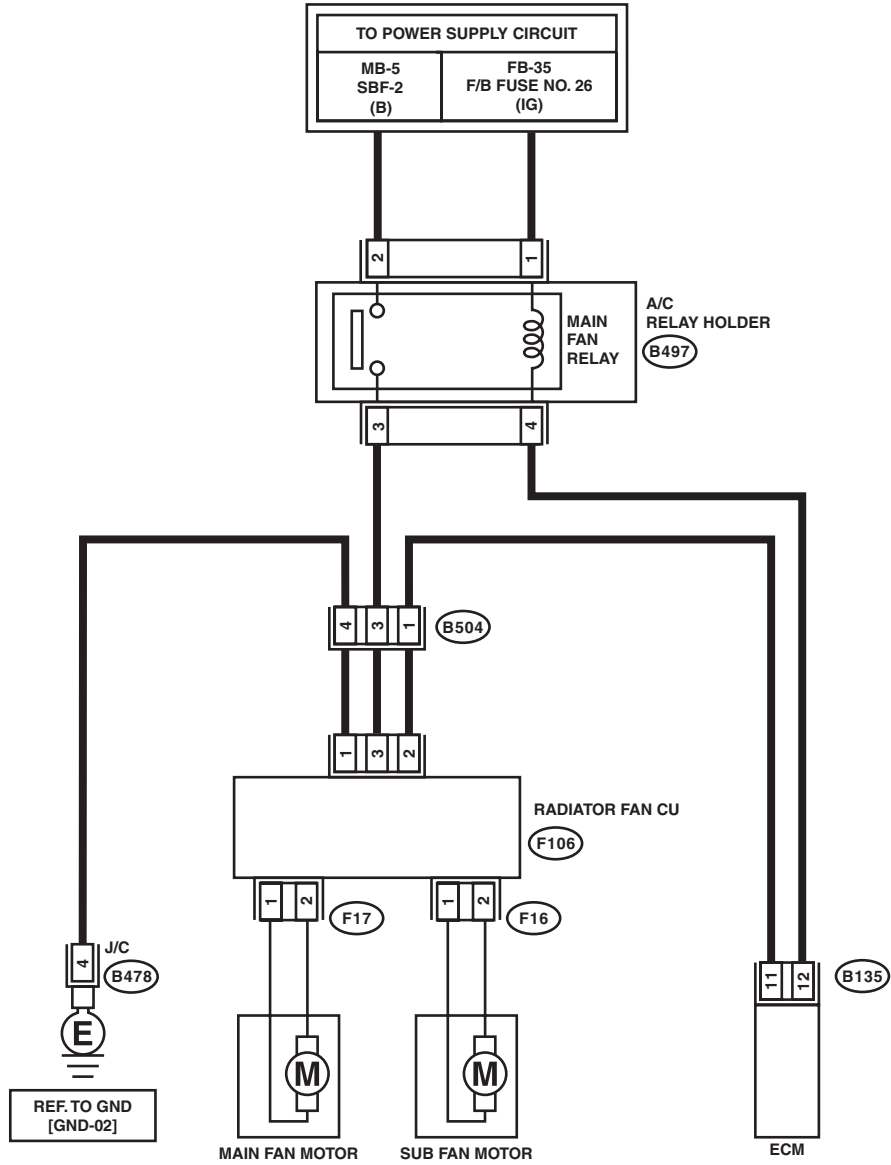 TO POWER SUPPLY CIRCUIT
MB-5
SBF-2
(B)
FB-35
F/B FUSE NO. 26
(IG)
2
1
MAIN
FAN
RELAY
A/C
RELAY HOLDER
B497
3
4
4
3
1
B504
1
3
2
RADIATOR FAN CU
F106
1
2
F17
1
2
F16
4
J/C
B478
11
12
B135
E
M
M
REF. TO GND
[GND-02]
MAIN FAN MOTOR
SUB FAN MOTOR
ECM